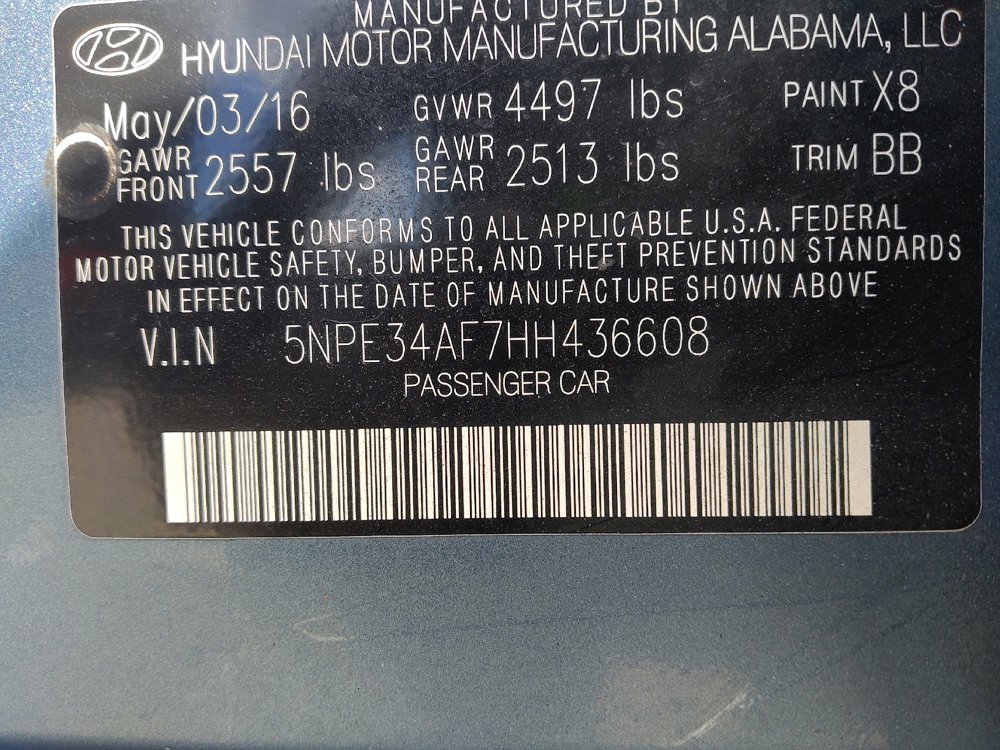 MANUFACTURED BY
HYUNDAI MOTOR MANUFACTURING ALABAMA, LLC
May/03/16 GVWR 4497 lbs PAINT X8
GAWR FRONT 2557 lbs GAWR REAR 2513 lbs TRIM BB
THIS VEHICLE CONFORMS TO ALL APPLICABLE U.S.A. FEDERAL
MOTOR VEHICLE SAFETY, BUMPER, AND THEFT PREVENTION STANDARDS
IN EFFECT ON THE DATE OF MANUFACTURE SHOWN ABOVE
V.I.N 5NPE34AF7HH436608
PASSENGER CAR